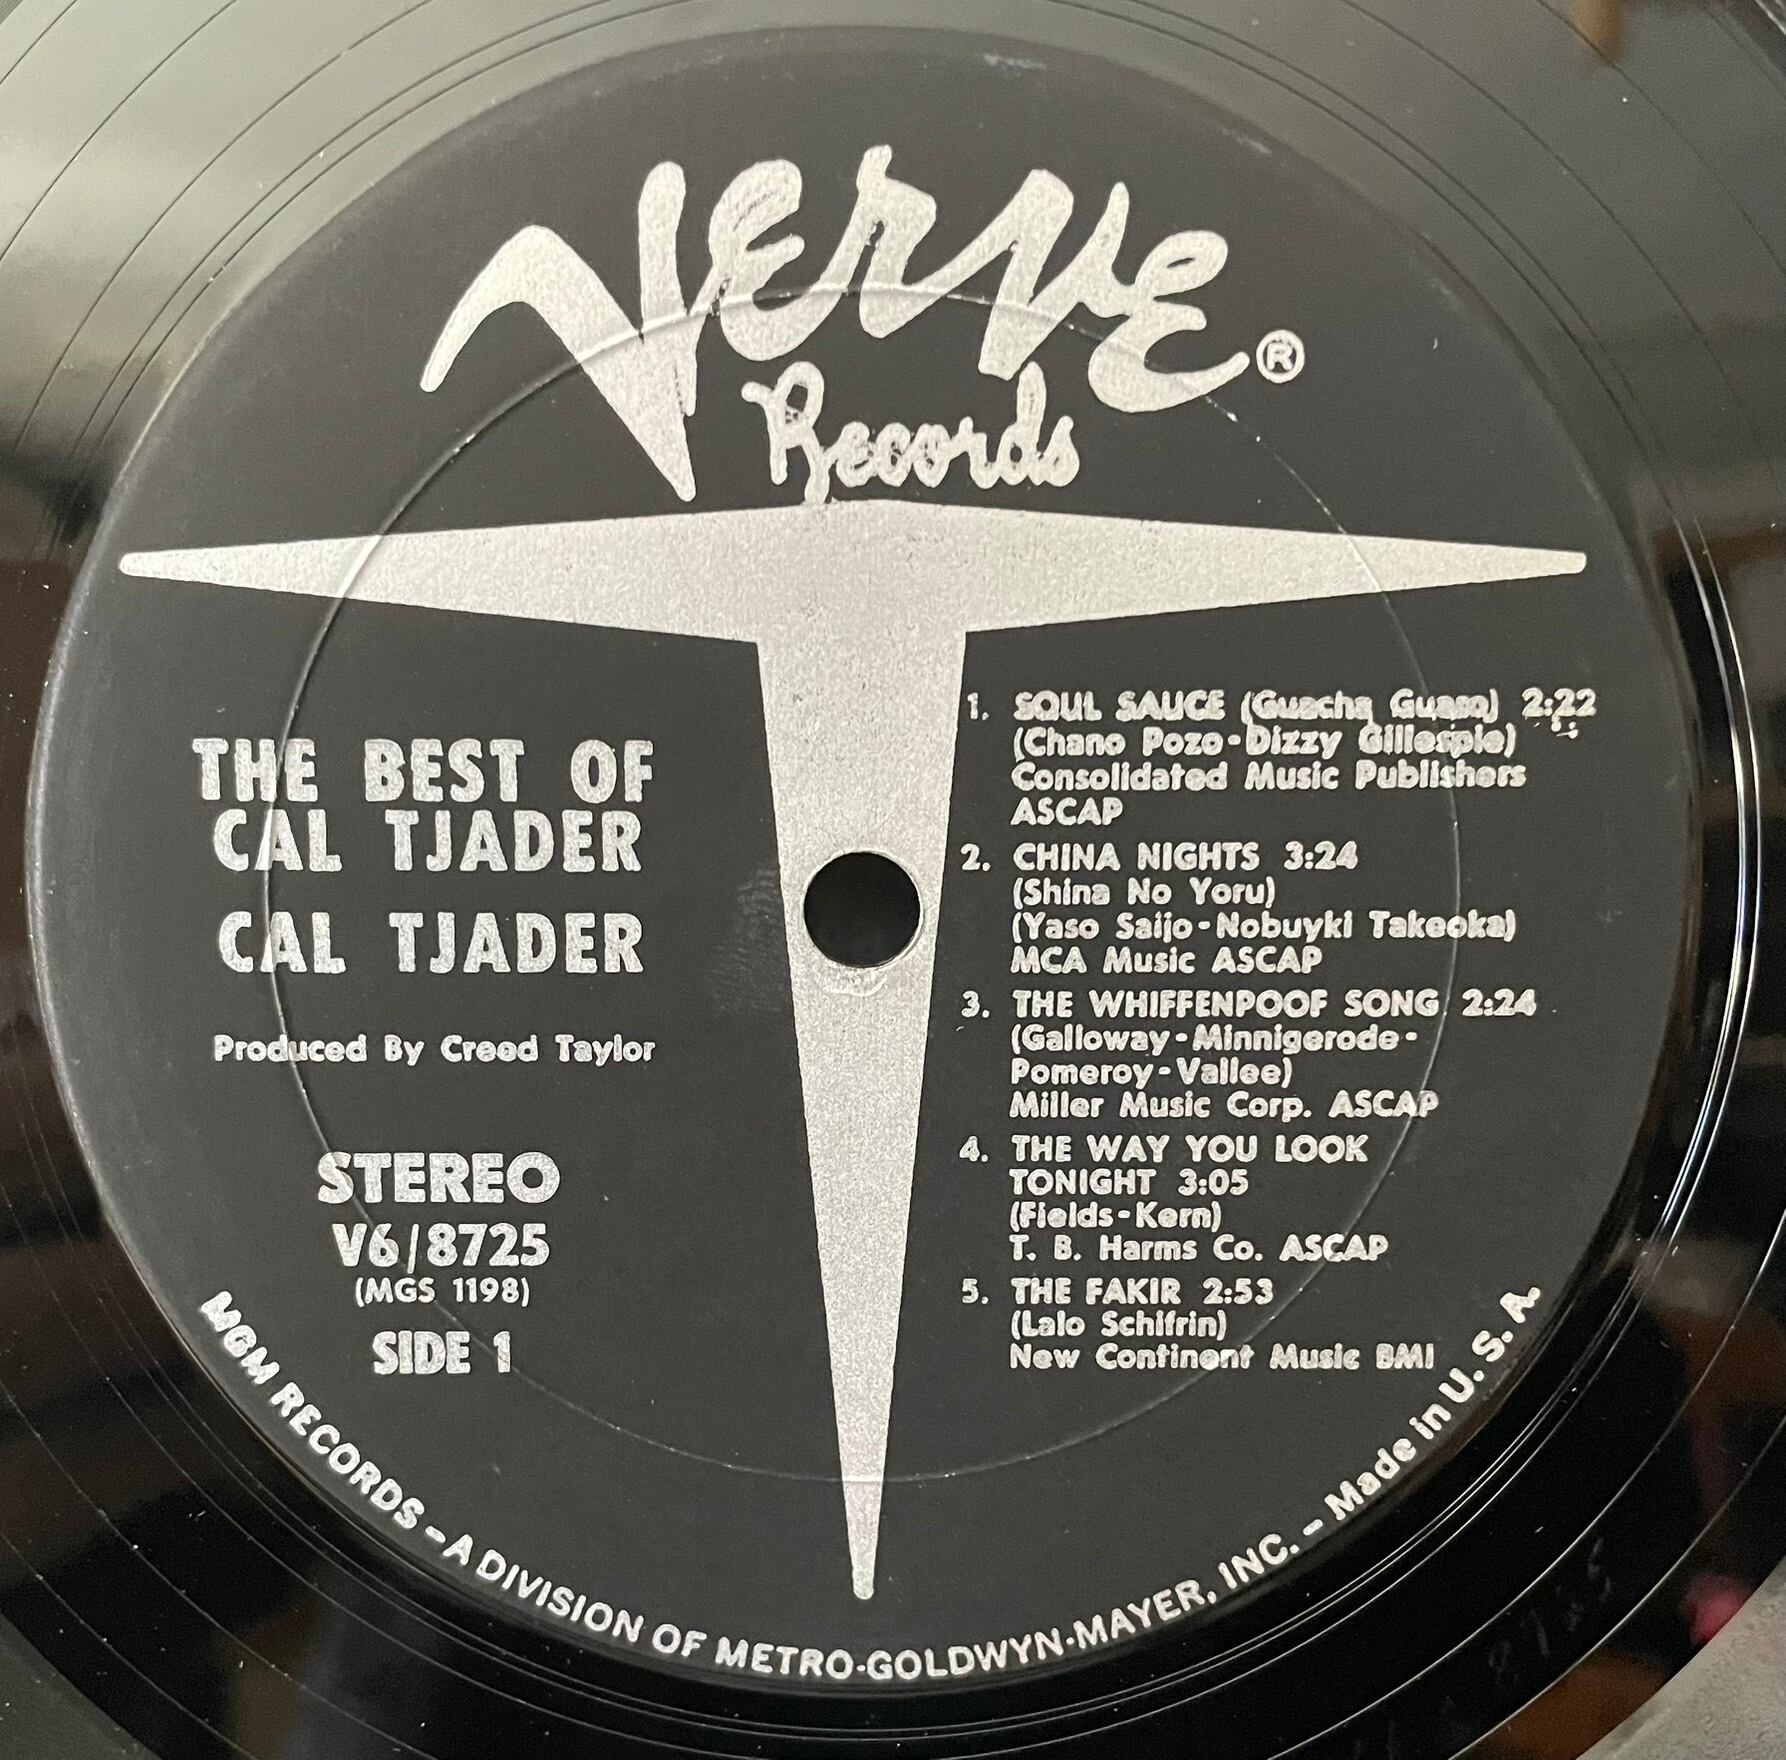 Verve ®
Records
THE BEST OF
CAL TJADER
CAL TJADER
Produced By Creed Taylor
STEREO
V6/8725
(MGS 1198)
SIDE 1
1. SOUL SAUCE (Guacha Guaso) 2:22
(Chano Pozo-Dizzy Gillespie)
Consolidated Music Publishers
ASCAP
2. CHINA NIGHTS 3:24
(Shina No Yoru)
(Yaso Saijo-Nobuyki Takeoka)
MCA Music ASCAP
3. THE WHIFFENPOOF SONG 2:24
(Galloway-Minnigerode-
Pomeroy-Vallee)
Miller Music Corp. ASCAP
4. THE WAY YOU LOOK
TONIGHT 3:05
(Fields-Kern)
T. B. Harms Co. ASCAP
5. THE FAKIR 2:53
(Lalo Schifrin)
New Continent Music BMI
MGM RECORDS – A DIVISION OF METRO-GOLDWYN-MAYER, INC. – Made in U. S. A.